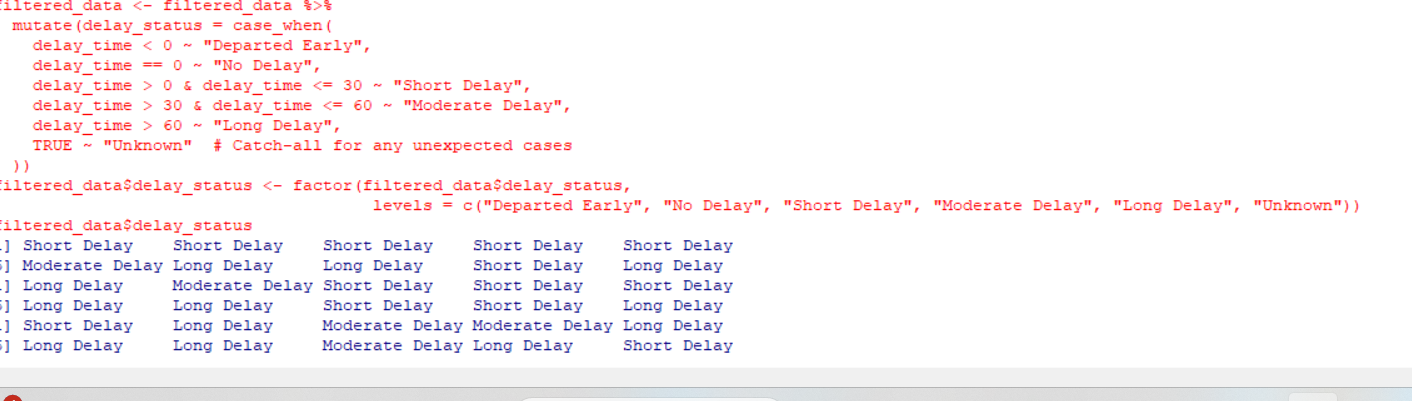 filtered_data <- filtered_data %>%
mutate(delay_status = case_when(
delay_time < 0 ~ "Departed Early",
delay_time == 0 ~ "No Delay",
delay_time > 0 & delay_time <= 30 ~ "Short Delay",
delay_time > 30 & delay_time <= 60 ~ "Moderate Delay",
delay_time > 60 ~ "Long Delay",
TRUE ~ "Unknown"  # Catch-all for any unexpected cases
))
filtered_data$delay_status <- factor(filtered_data$delay_status,
levels = c("Departed Early", "No Delay", "Short Delay", "Moderate Delay", "Long Delay", "Unknown"))
filtered_data$delay_status
] Short Delay    Short Delay    Short Delay    Short Delay    Short Delay
] Moderate Delay Long Delay     Long Delay     Short Delay    Long Delay
] Long Delay     Moderate Delay Short Delay    Short Delay    Short Delay
] Long Delay     Long Delay     Short Delay    Short Delay    Long Delay
] Short Delay    Long Delay     Moderate Delay Moderate Delay Long Delay
] Long Delay     Long Delay     Moderate Delay Long Delay     Short Delay